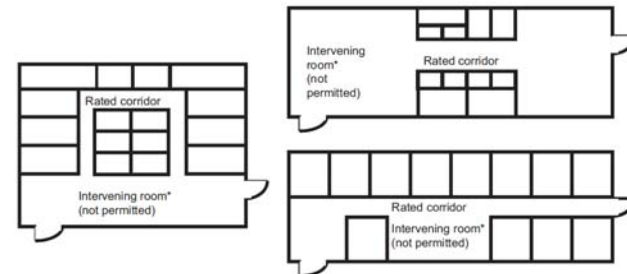 Rated corridor
Intervening room*
(not permitted)
Intervening
room*
(not
permitted)
Rated corridor
Rated corridor
Intervening room*
(not permitted)